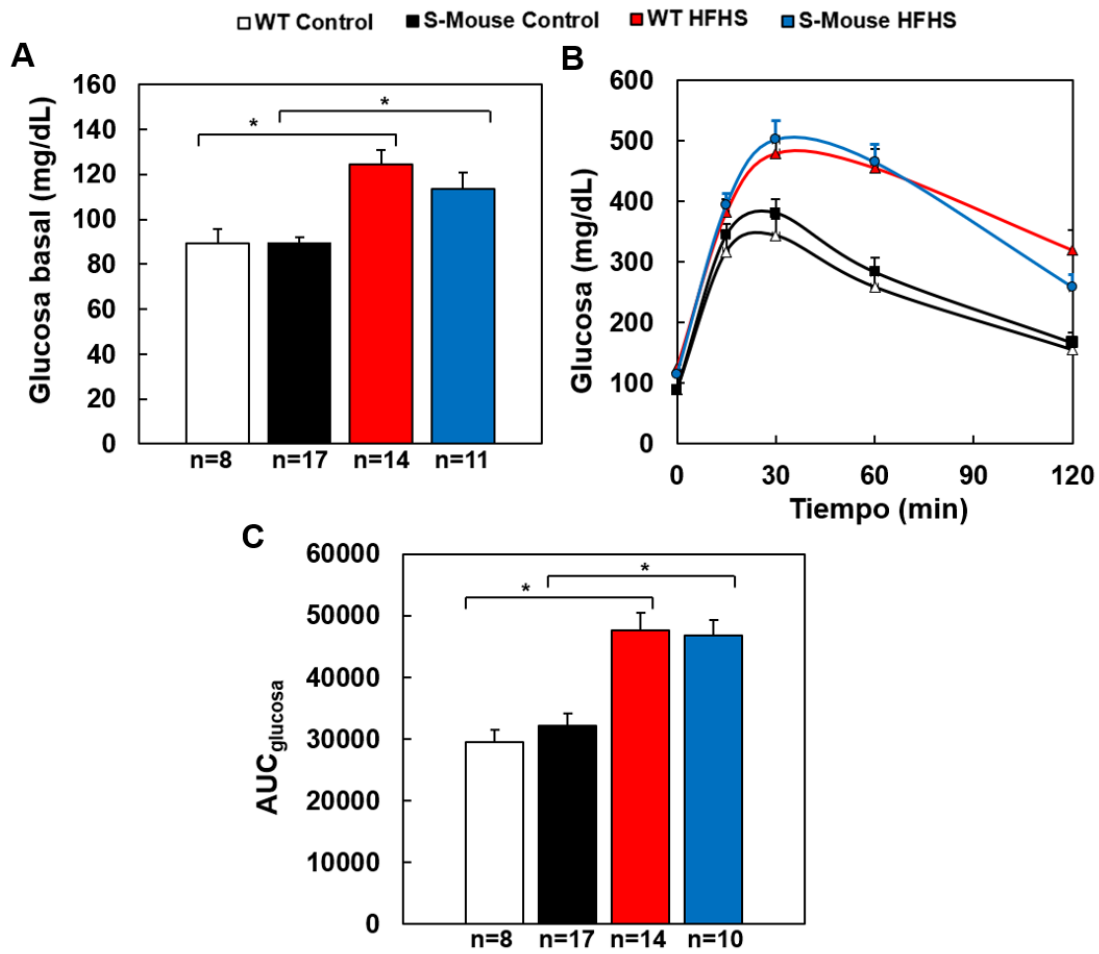 WT Control S-Mouse Control WT HFHS S-Mouse HFHS
A
Glucosa basal (mg/dL)
160
140
120
100
80
60
40
20
0
* *
n=8 n=17 n=14 n=11
B
Glucosa (mg/dL)
600
500
400
300
200
100
0
0 30 60 90 120
Tiempo (min)
C
AUCglucosa
60000
50000
40000
30000
20000
10000
0
* *
n=8 n=17 n=14 n=10